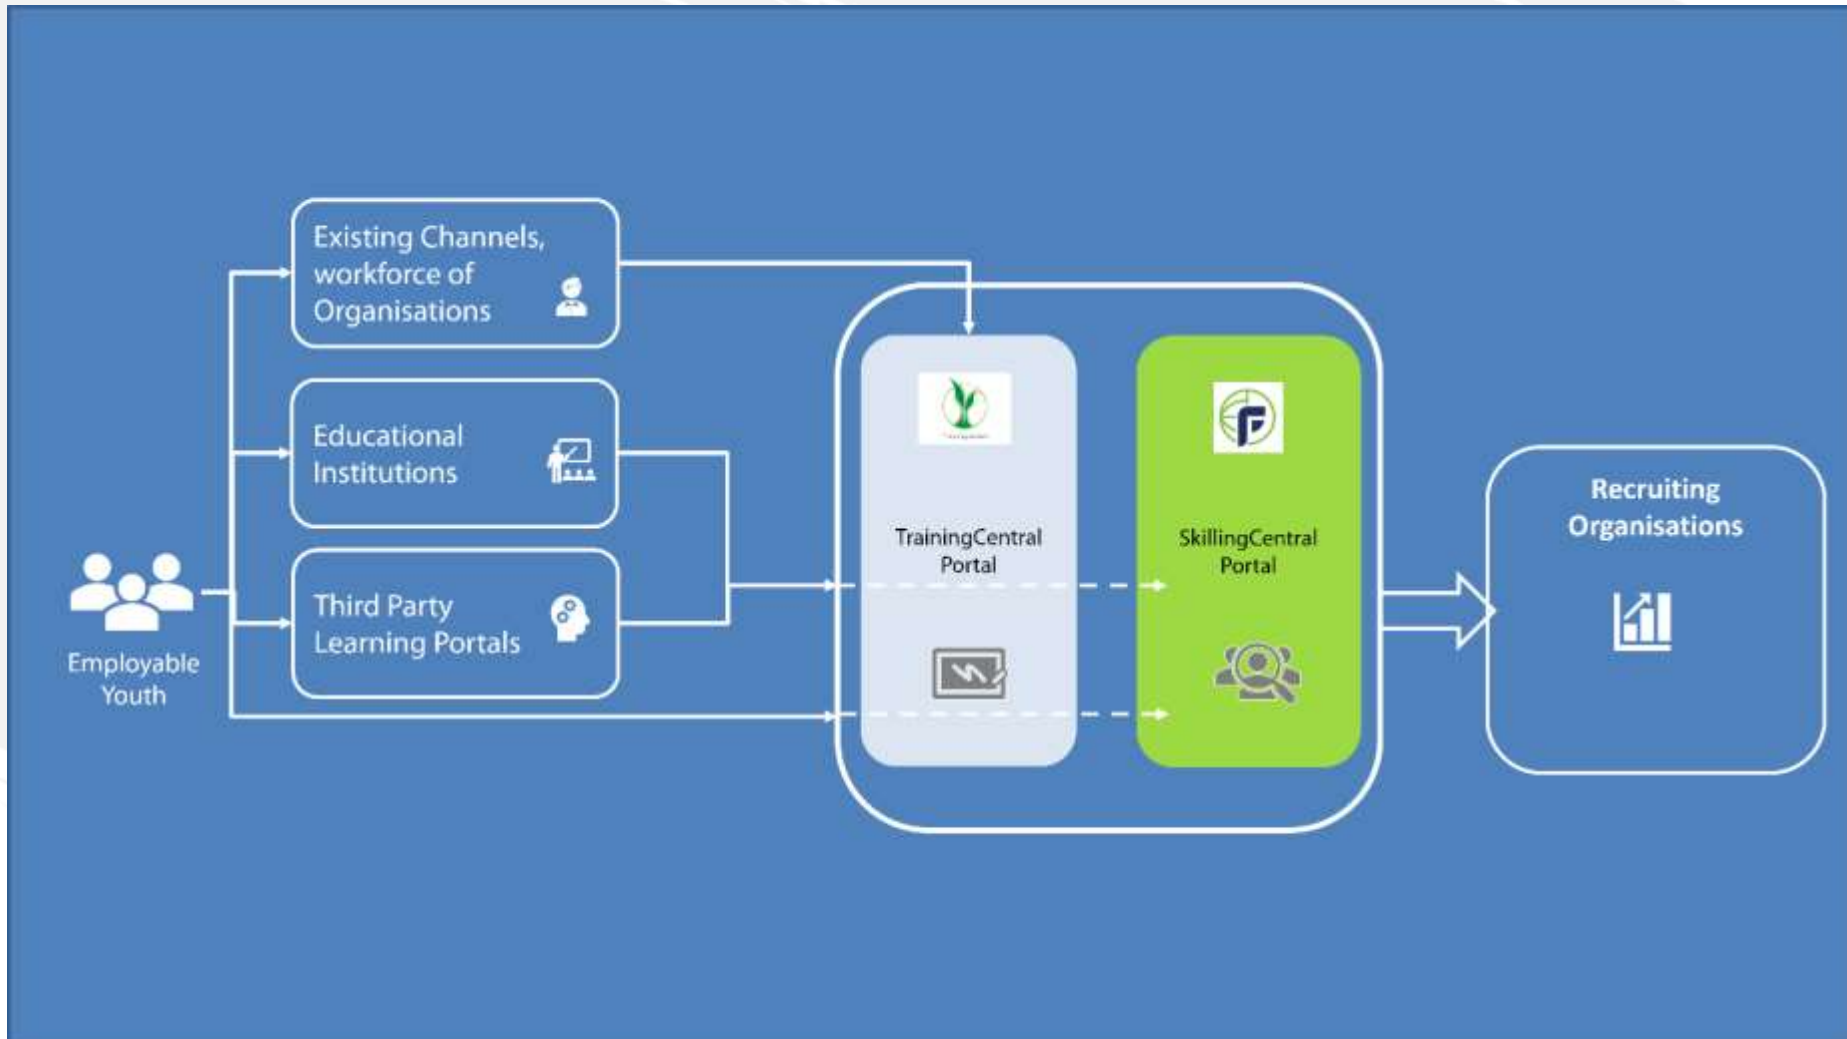 Existing Channels,
workforce of
Organisations
Educational
Institutions
Third Party
Learning Portals
Employable
Youth
TrainingCentral
Portal
SkillingCentral
Portal
Recruiting
Organisations